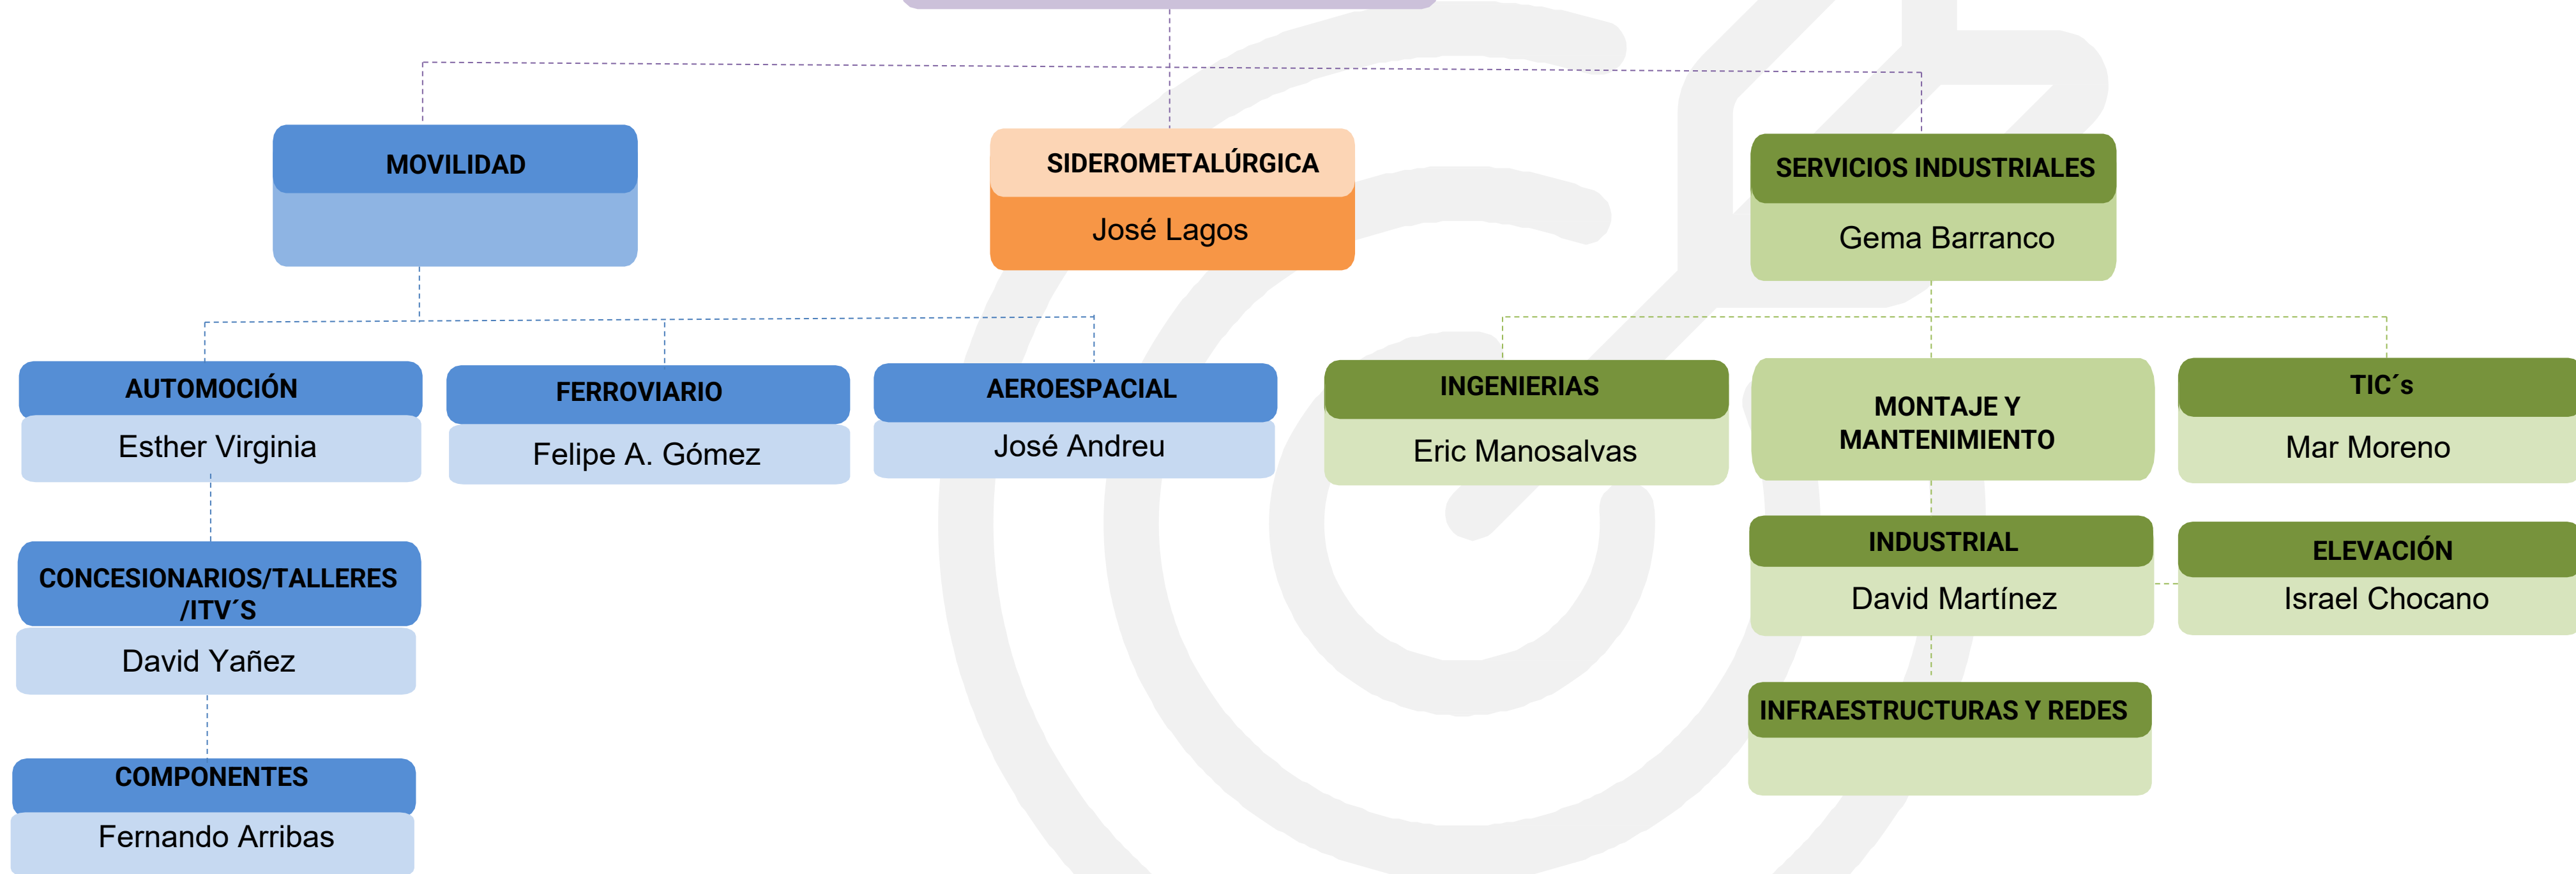 MOVILIDAD
SIDEROMETALÚRGICA
José Lagos
SERVICIOS INDUSTRIALES
Gema Barranco
AUTOMOCIÓN
Esther Virginia
FERROVIARIO
Felipe A. Gómez
AEROESPACIAL
José Andreu
INGENIERIAS
Eric Manosalvas
MONTAJE Y
MANTENIMIENTO
TIC´s
Mar Moreno
CONCESIONARIOS/TALLERES
/ITV´S
David Yañez
INDUSTRIAL
David Martínez
ELEVACIÓN
Israel Chocano
INFRAESTRUCTURAS Y REDES
COMPONENTES
Fernando Arribas